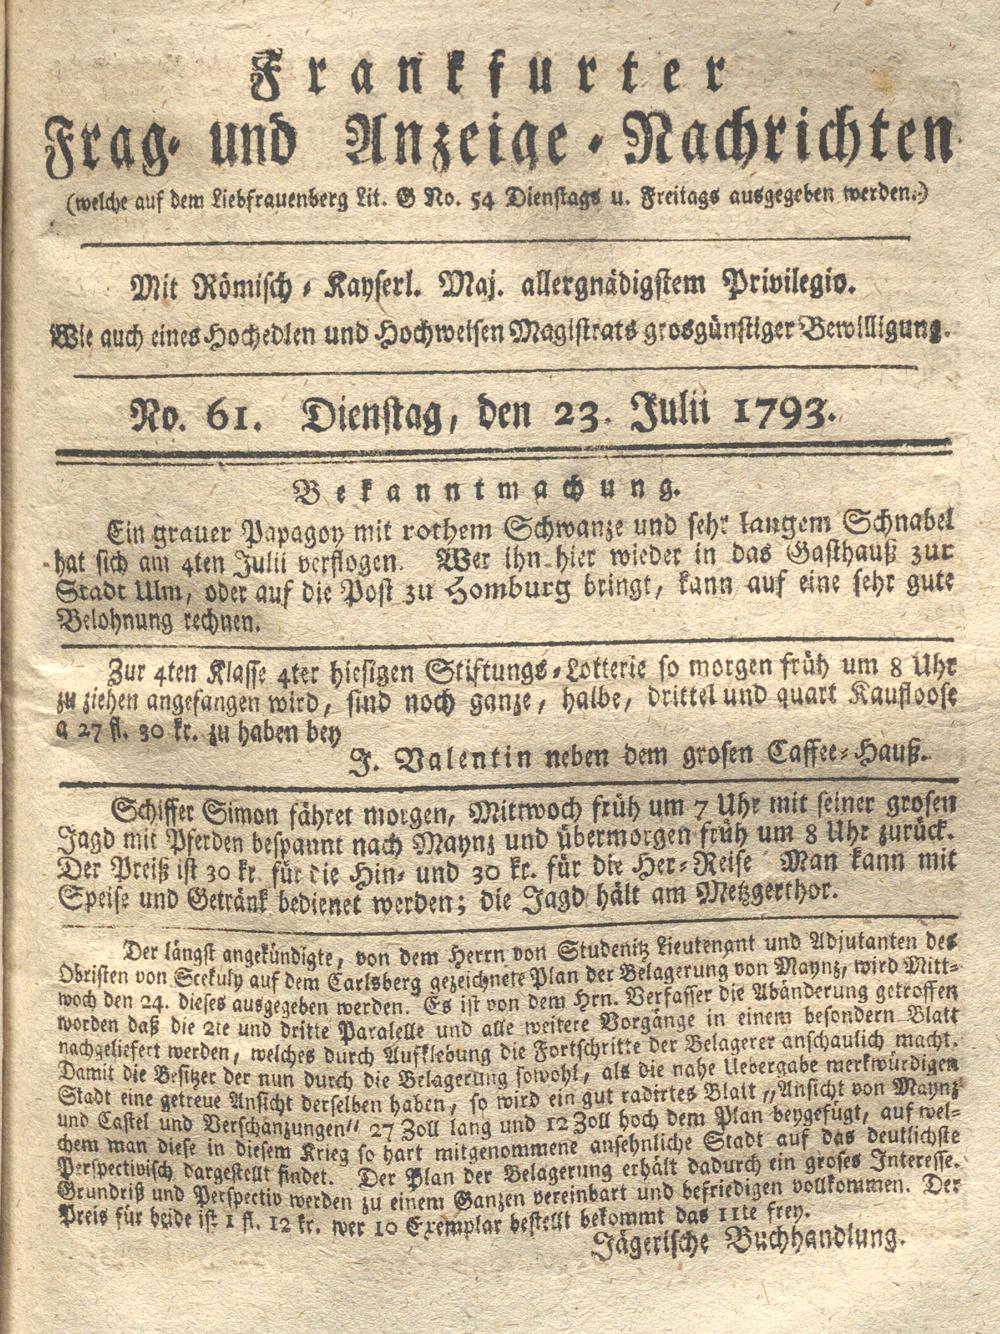 Frankfurter
Frag- und Anzeige-Nachrichten
(welche auf dem Liebfrauenberg Lit. G No. 54 Dienstags u. Freitags ausgegeben werden.)
Mit Römisch-Kayserl. Maj. allergnädigstem Privilegio.
Wie auch eines Hochedlen und Hochweisen Magistrats grosgünstiger Bewilligung.
No. 61. Dienstag, den 23. Julii 1793.
Bekanntmachung.
Ein grauer Papagoy mit rothem Schwanze und sehr langem Schnabel
hat sich am 4ten Julii verflogen. Wer ihn hier wieder in das Gasthauß zur
Stadt Ulm, oder auf die Post zu Homburg bringt, kann auf eine sehr gute
Belohnung rechnen.
Zur 4ten Klasse 4ter hiesigen Stiftungs-Lotterie so morgen früh um 8 Uhr
zu ziehen angefangen wird, sind noch ganze, halbe, drittel und quart Kaufloose
a 27 fl. 30 kr. zu haben bey
J. Valentin neben dem grosen Caffee-Hauß.
Schiffer Simon fähret morgen, Mittwoch früh um 7 Uhr mit seiner grosen
Jagd mit Pferden bespannt nach Maynz und übermorgen früh um 8 Uhr zurück.
Der Preiß ist 30 kr. für die Hin- und 30 kr. für die Her-Reise Man kann mit
Speise und Getränk bedienet werden; die Jagd hält am Metzgerthor.
Der längst angekündigte, von dem Herrn von Studenitz Lieutenant und Adjutanten des
Obristen von Scekuly auf dem Carlsberg gezeichnete Plan der Belagerung von Maynz, wird Mitt-
woch den 24. dieses ausgegeben werden. Es ist von dem Hrn. Verfasser die Abänderung getroffen
worden daß die 2te und dritte Paralelle und alle weitere Vorgänge in einem besondern Blatt
nachgeliefert werden, welches durch Aufklebung die Fortschritte der Belagerer anschaulich macht.
Damit die Besitzer der nun durch die Belagerung sowohl, als die nahe Uebergabe merkwürdigen
Stadt eine getreue Ansicht derselben haben, so wird ein gut radirtes Blatt „Ansicht von Maynz
und Castel und Verschanzungen“ 27 Zoll lang und 12 Zoll hoch dem Plan beygefügt, auf wel-
chem man diese in diesem Krieg so hart mitgenommene ansehnliche Stadt auf das deutlichste
Perspectivisch dargestellt findet. Der Plan der Belagerung erhält dadurch ein groses Interesse.
Grundriß und Perspectiv werden zu einem Ganzen vereinbart und befriedigen vollkommen. Der
Preis für beide ist 1 fl. 12 kr. wer 10 Exemplar bestellt bekommt das 11te frey.
Jägerische Buchhandlung.